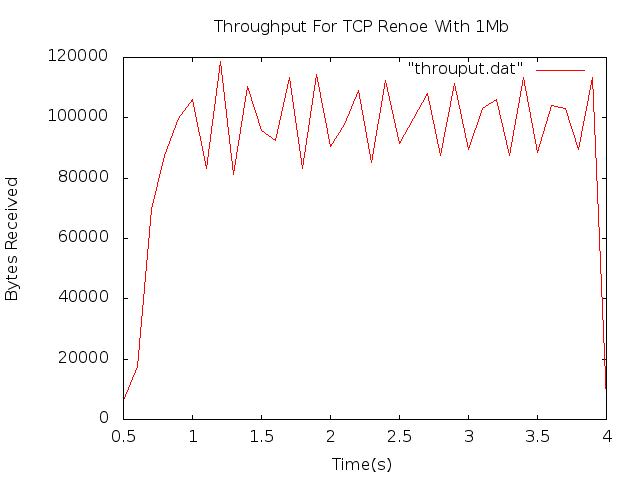 Throughput For TCP Renoe With 1Mb
"throuput.dat"
120000
100000
80000
60000
40000
20000
0
Bytes Received
0.5 1 1.5 2 2.5 3 3.5 4
Time(s)